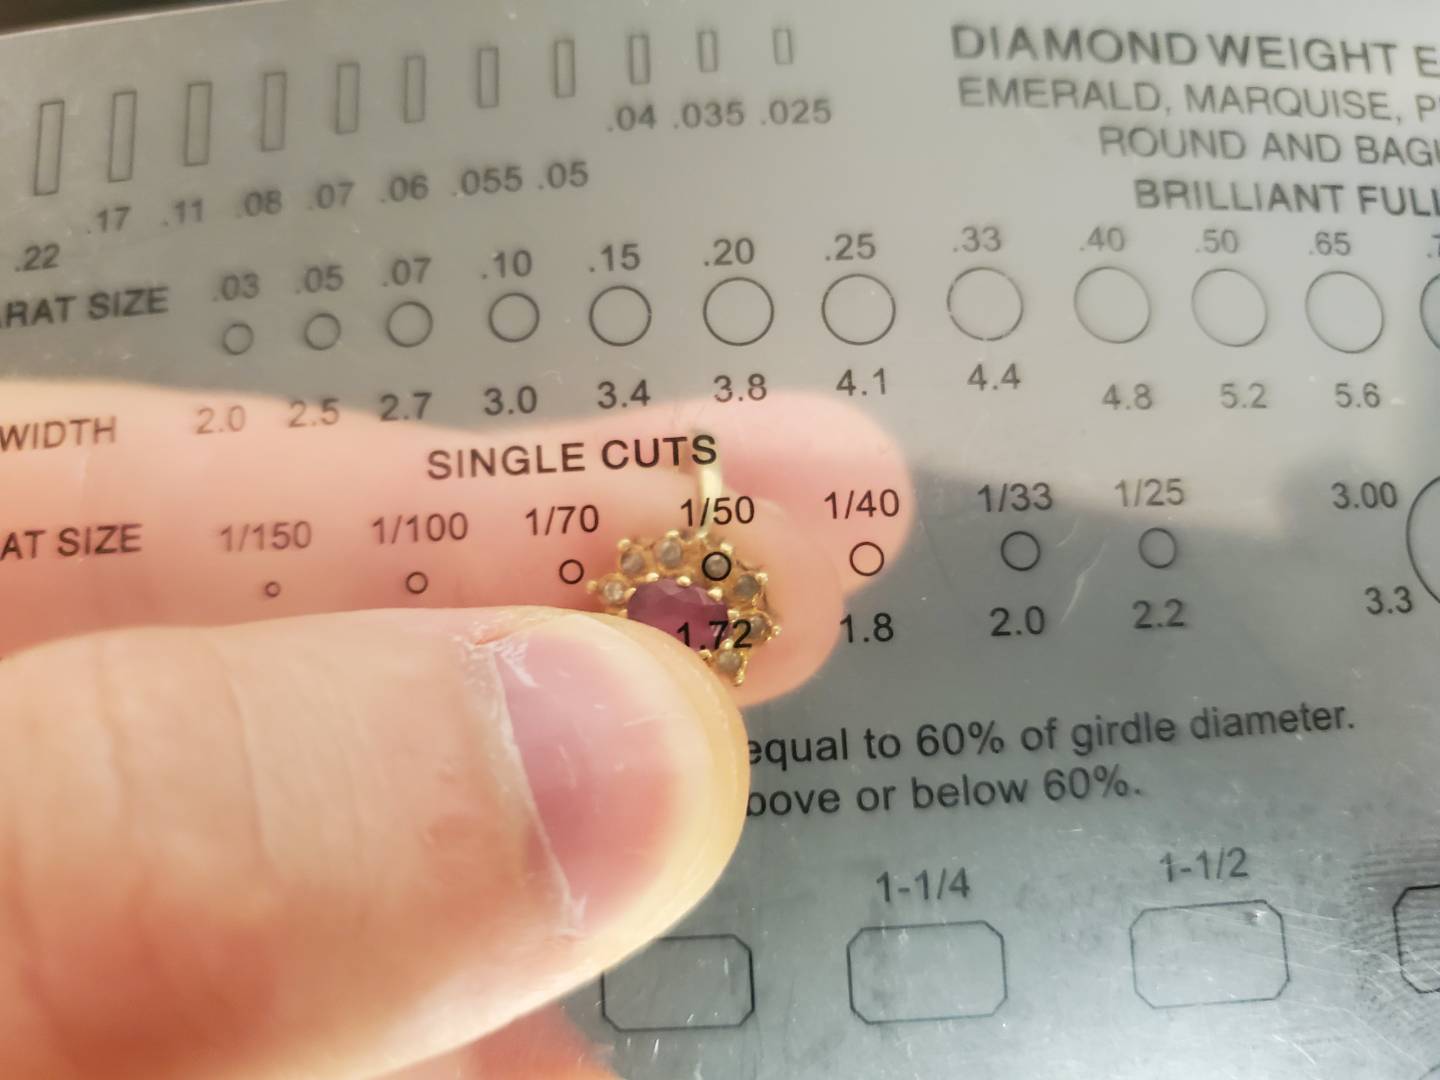 DIAMOND WEIGHT
EMERALD, MARQUISE,
ROUND AND
BRILLIANT
.04 .035 .025
.22 .17 .11 .08 .07 .06 .055 .05
SIZE .03 .05 .07 .10 .15 .20 .25 .33 .40 .50 .65
WIDTH 2.0 2.5 2.7 3.0 3.4 3.8 4.1 4.4 4.8 5.2 5.6
SINGLE CUTS
SIZE 1/150 1/100 1/70 1/50 1/40 1/33 1/25 3.00
1.72 1.8 2.0 2.2 3.3
equal to 60% of girdle diameter.
or below 60%.
1-1/4 1-1/2